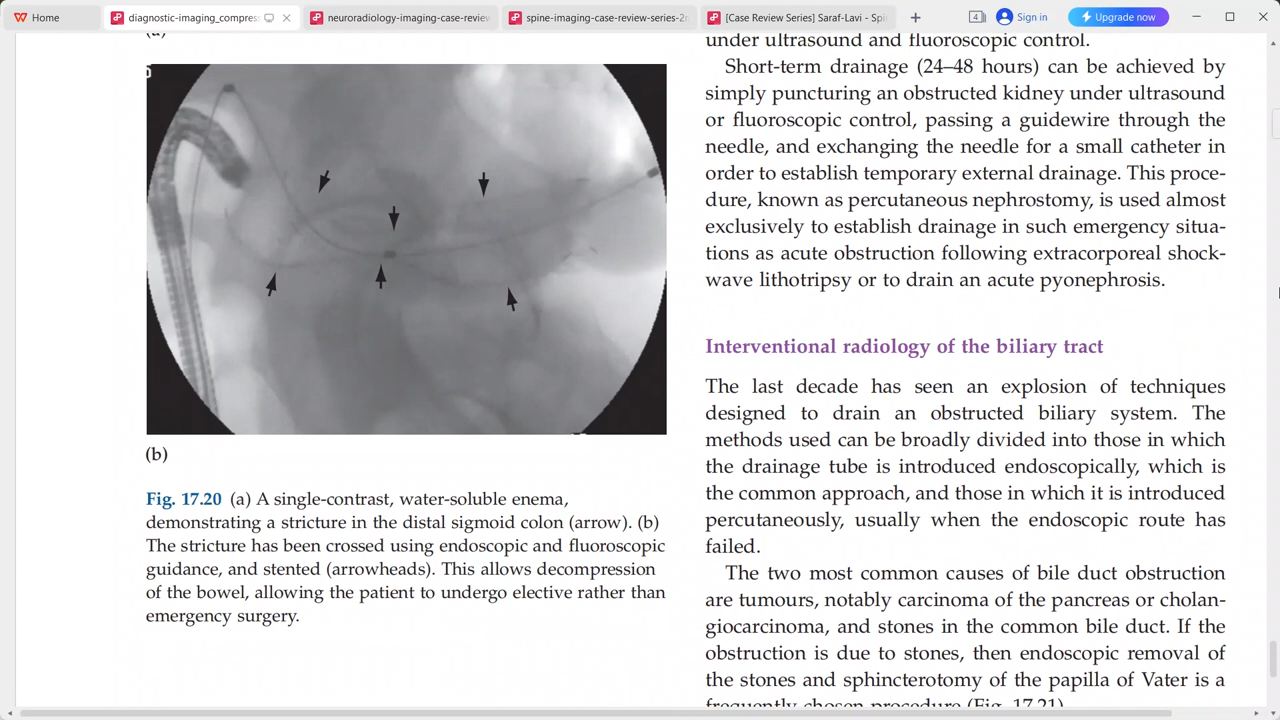 Home
diagnostic-imaging_compres
neuroradiology-imaging-case-review
spine-imaging-case-review-series-2
[Case Review Series] Saraf-Lavi - Spi
4
Sign in
Upgrade now
(a)
(b)
Fig. 17.20 (a) A single-contrast, water-soluble enema,
demonstrating a stricture in the distal sigmoid colon (arrow). (b)
The stricture has been crossed using endoscopic and fluoroscopic
guidance, and stented (arrowheads). This allows decompression
of the bowel, allowing the patient to undergo elective rather than
emergency surgery.
under ultrasound and fluoroscopic control.
Short-term drainage (24–48 hours) can be achieved by
simply puncturing an obstructed kidney under ultrasound
or fluoroscopic control, passing a guidewire through the
needle, and exchanging the needle for a small catheter in
order to establish temporary external drainage. This proce-
dure, known as percutaneous nephrostomy, is used almost
exclusively to establish drainage in such emergency situa-
tions as acute obstruction following extracorporeal shock-
wave lithotripsy or to drain an acute pyonephrosis.
Interventional radiology of the biliary tract
The last decade has seen an explosion of techniques
designed to drain an obstructed biliary system. The
methods used can be broadly divided into those in which
the drainage tube is introduced endoscopically, which is
the common approach, and those in which it is introduced
percutaneously, usually when the endoscopic route has
failed.
The two most common causes of bile duct obstruction
are tumours, notably carcinoma of the pancreas or cholan-
giocarcinoma, and stones in the common bile duct. If the
obstruction is due to stones, then endoscopic removal of
the stones and sphincterotomy of the papilla of Vater is a
frequently chosen procedure (Fig. 17.21)